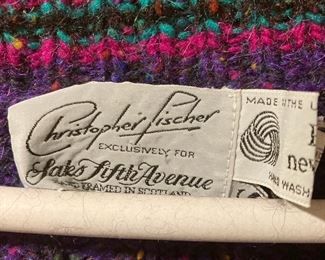 Christopher Fischer
EXCLUSIVELY FOR
Saks Fifth Avenue
FRAMED IN SCOTLAND
MADE IN THE U
new
WASH